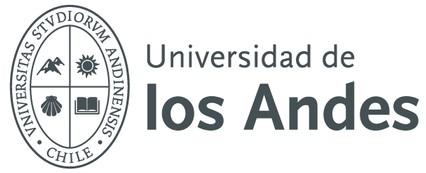 VNIVERSITAS STVDIORVM ANDINENSIS
• CHILE •
Universidad de
los Andes